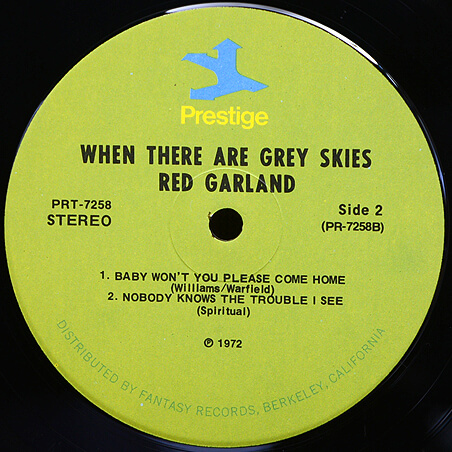 Prestige
WHEN THERE ARE GREY SKIES
RED GARLAND
PRT-7258
STEREO
Side 2
(PR-7258B)
1. BABY WON'T YOU PLEASE COME HOME
(Williams/Warfield)
2. NOBODY KNOWS THE TROUBLE I SEE
(Spiritual)
℗ 1972
DISTRIBUTED BY FANTASY RECORDS, BERKELEY, CALIFORNIA